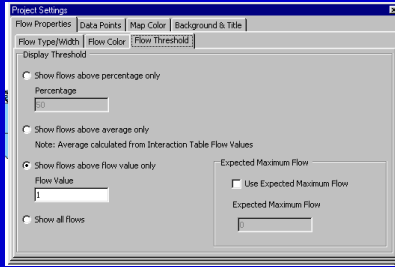 Project Settings
Flow Properties Data Points Map Color Background & Title
Flow Type/Width Flow Color Flow Threshold
Display Threshold
Show flows above percentage only
Percentage
50
Show flows above average only
Note: Average calculated from Interaction Table Flow Values
Show flows above flow value only
Flow Value
1
Show all flows
Expected Maximum Flow
Use Expected Maximum Flow
Expected Maximum Flow
0